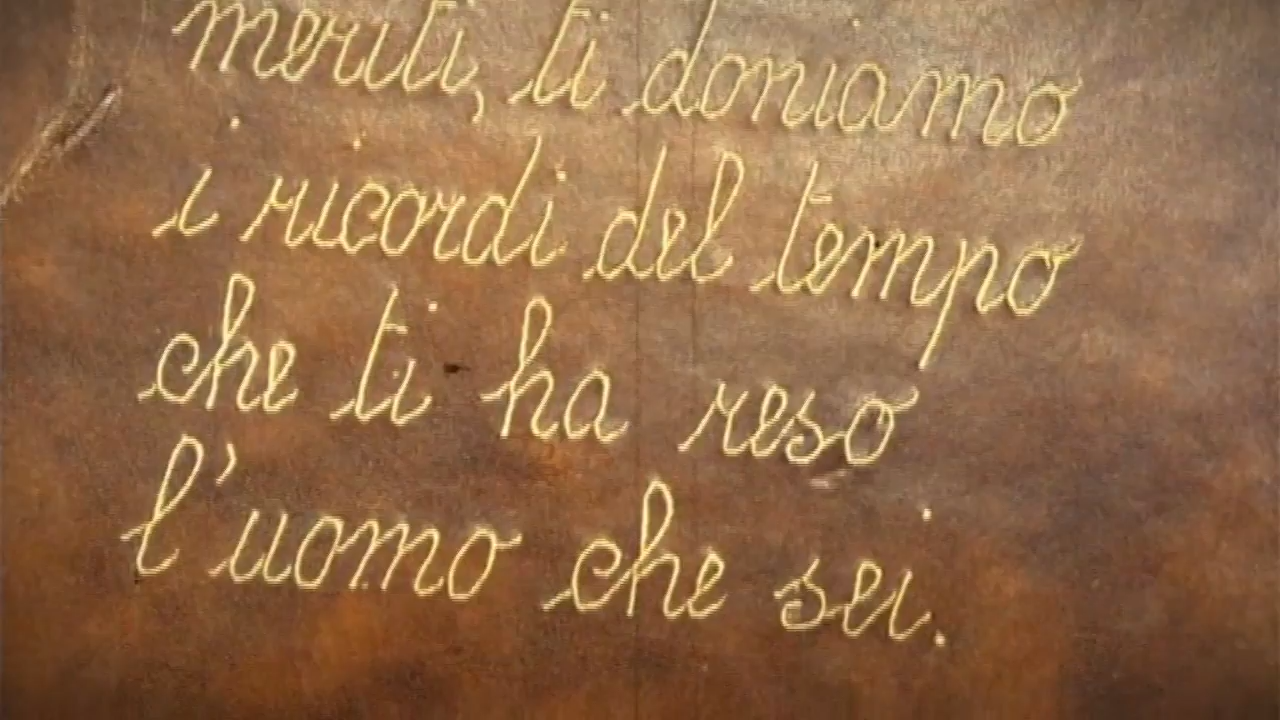 meriti, ti doniamo
i ricordi del tempo
che ti ha reso
l'uomo che sei.